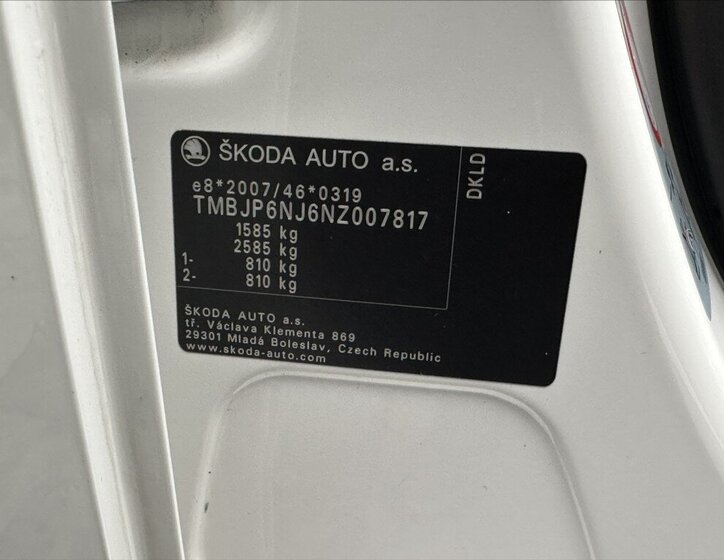 ŠKODA AUTO a.s.
DKLD
e8*2007/46*0319
TMBJP6NJ6NZ007817
1585 kg
2585 kg
1- 810 kg
2- 810 kg
ŠKODA AUTO a.s.
tř. Václava Klementa 869
29301 Mladá Boleslav, Czech Republic
www.skoda-auto.com